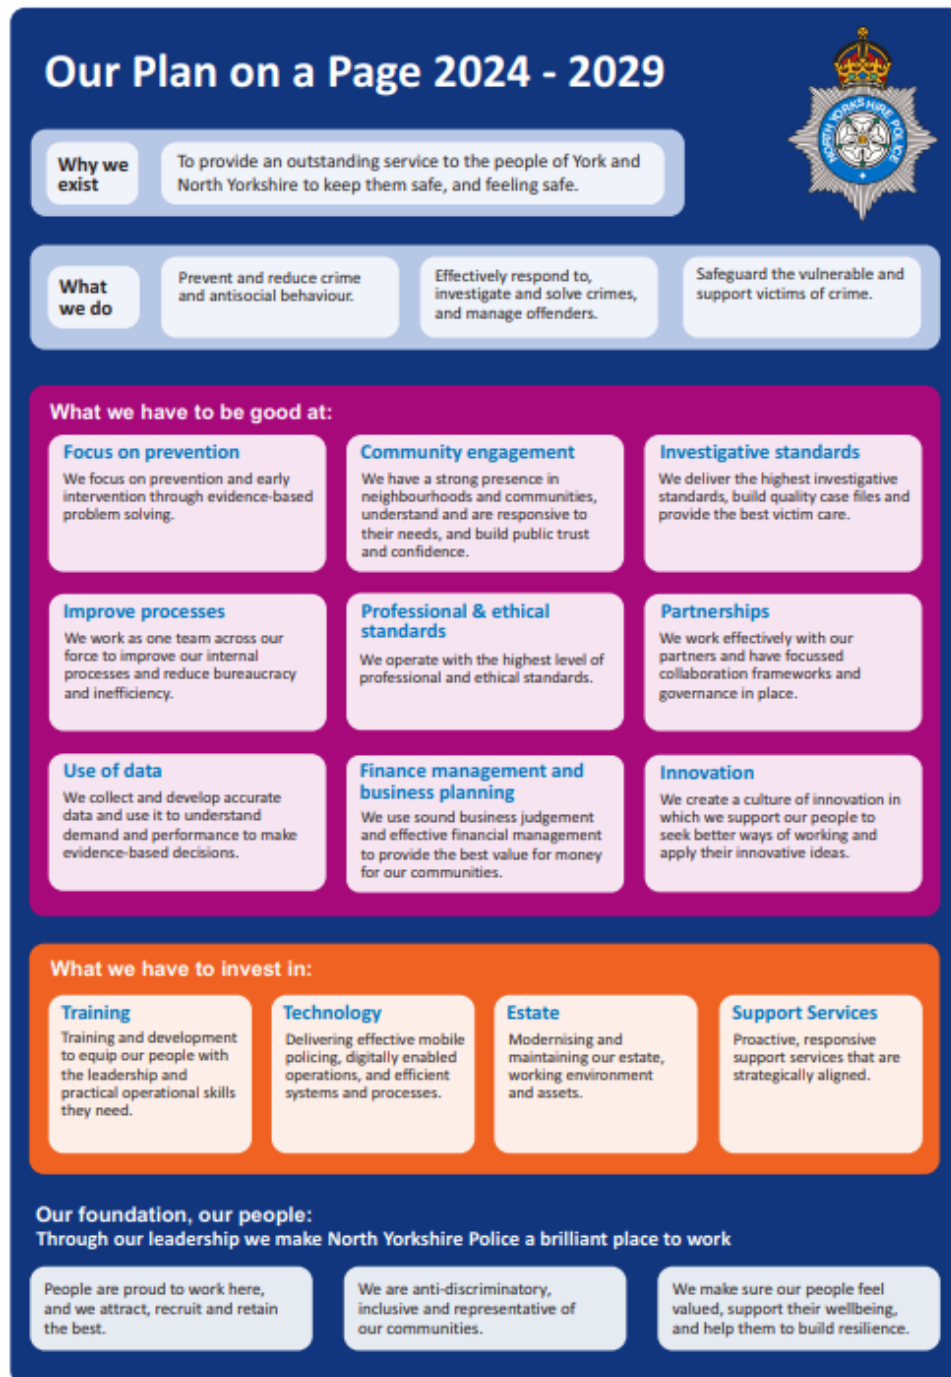 Our Plan on a Page 2024 - 2029
NORTH YORKSHIRE POLICE
Why we
exist
To provide an outstanding service to the people of York and
North Yorkshire to keep them safe, and feeling safe.
What
we do
Prevent and reduce crime
and antisocial behaviour.
Effectively respond to,
investigate and solve crimes,
and manage offenders.
Safeguard the vulnerable and
support victims of crime.
What we have to be good at:
Focus on prevention
We focus on prevention and early
intervention through evidence-based
problem solving.
Community engagement
We have a strong presence in
neighbourhoods and communities,
understand and are responsive to
their needs, and build public trust
and confidence.
Investigative standards
We deliver the highest investigative
standards, build quality case files and
provide the best victim care.
Improve processes
We work as one team across our
force to improve our internal
processes and reduce bureaucracy
and inefficiency.
Professional & ethical
standards
We operate with the highest level of
professional and ethical standards.
Partnerships
We work effectively with our
partners and have focussed
collaboration frameworks and
governance in place.
Use of data
We collect and develop accurate
data and use it to understand
demand and performance to make
evidence-based decisions.
Finance management and
business planning
We use sound business judgement
and effective financial management
to provide the best value for money
for our communities.
Innovation
We create a culture of innovation in
which we support our people to
seek better ways of working and
apply their innovative ideas.
What we have to invest in:
Training
Training and development
to equip our people with
the leadership and
practical operational skills
they need.
Technology
Delivering effective mobile
policing, digitally enabled
operations, and efficient
systems and processes.
Estate
Modernising and
maintaining our estate,
working environment
and assets.
Support Services
Proactive, responsive
support services that are
strategically aligned.
Our foundation, our people:
Through our leadership we make North Yorkshire Police a brilliant place to work
People are proud to work here,
and we attract, recruit and retain
the best.
We are anti-discriminatory,
inclusive and representative of
our communities.
We make sure our people feel
valued, support their wellbeing,
and help them to build resilience.